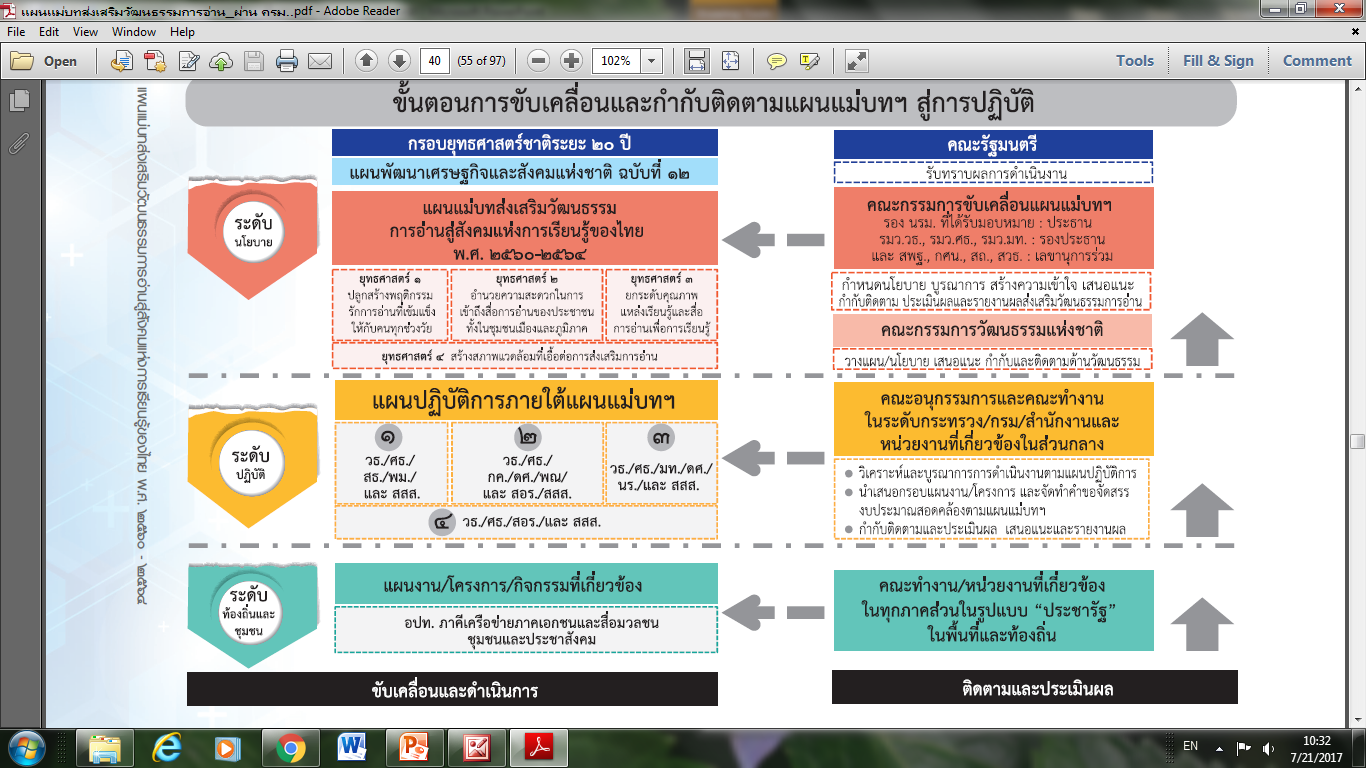 แผนแม่บทส่งเสริมวัฒนธรรมการอ่าน_ผ่าน ครม..pdf - Adobe Reader
File Edit View Window Help
Open 40 (55 of 97) 102% Tools Fill & Sign Comment
แผนแม่บทส่งเสริมวัฒนธรรมการอ่านสู่สังคมแห่งการเรียนรู้ของไทย พ.ศ. ๒๕๖๐ - ๒๕๖๔
ขั้นตอนการขับเคลื่อนและกำกับติดตามแผนแม่บทฯ สู่การปฏิบัติ
ระดับ
นโยบาย
กรอบยุทธศาสตร์ชาติระยะ ๒๐ ปี
แผนพัฒนาเศรษฐกิจและสังคมแห่งชาติ ฉบับที่ ๑๒
แผนแม่บทส่งเสริมวัฒนธรรม
การอ่านสู่สังคมแห่งการเรียนรู้ของไทย
พ.ศ. ๒๕๖๐-๒๕๖๔
ยุทธศาสตร์ ๑
ปลูกสร้างพฤติกรรม
รักการอ่านที่เข้มแข็ง
ให้กับคนทุกช่วงวัย
ยุทธศาสตร์ ๒
อำนวยความสะดวกในการ
เข้าถึงสื่อการอ่านของประชาชน
ทั้งในชุมชนเมืองและภูมิภาค
ยุทธศาสตร์ ๓
ยกระดับคุณภาพ
แหล่งเรียนรู้และสื่อ
การอ่านเพื่อการเรียนรู้
ยุทธศาสตร์ ๔ สร้างสภาพแวดล้อมที่เอื้อต่อการส่งเสริมการอ่าน
คณะรัฐมนตรี
รับทราบผลการดำเนินงาน
คณะกรรมการขับเคลื่อนแผนแม่บทฯ
รอง นรม. ที่ได้รับมอบหมาย : ประธาน
รมว.วธ., รมว.ศธ., รมว.มท. : รองประธาน
และ สพฐ., กศน., สถ., สวธ. : เลขานุการร่วม
กำหนดนโยบาย บูรณาการ สร้างความเข้าใจ เสนอแนะ
กำกับติดตาม ประเมินผลและรายงานผลส่งเสริมวัฒนธรรมการอ่าน
คณะกรรมการวัฒนธรรมแห่งชาติ
วางแผน/นโยบาย เสนอแนะ กำกับและติดตามด้านวัฒนธรรม
ระดับ
ปฏิบัติ
แผนปฏิบัติการภายใต้แผนแม่บทฯ
๑
วธ./ศธ./
สธ./พม./
และ สสส.
๒
วธ./ศธ./
กค./ดศ./พณ/
และ สอร./สสส.
๓
วธ./ศธ./มท./ดศ./
นร./และ สสส.
๔ วธ./ศธ./สอร./และ สสส.
คณะอนุกรรมการและคณะทำงาน
ในระดับกระทรวง/กรม/สำนักงานและ
หน่วยงานที่เกี่ยวข้องในส่วนกลาง
● วิเคราะห์และบูรณาการการดำเนินงานตามแผนปฏิบัติการ
● นำเสนอกรอบแผนงาน/โครงการ และจัดทำคำขอจัดสรร
งบประมาณสอดคล้องตามแผนแม่บทฯ
● กำกับติดตามและประเมินผล เสนอแนะและรายงานผล
ระดับ
ท้องถิ่นและ
ชุมชน
แผนงาน/โครงการ/กิจกรรมที่เกี่ยวข้อง
อปท. ภาคีเครือข่ายภาคเอกชนและสื่อมวลชน
ชุมชนและประชาสังคม
คณะทำงาน/หน่วยงานที่เกี่ยวข้อง
ในทุกภาคส่วนในรูปแบบ “ประชารัฐ”
ในพื้นที่และท้องถิ่น
ขับเคลื่อนและดำเนินการ
ติดตามและประเมินผล
EN 10:32
7/21/2017